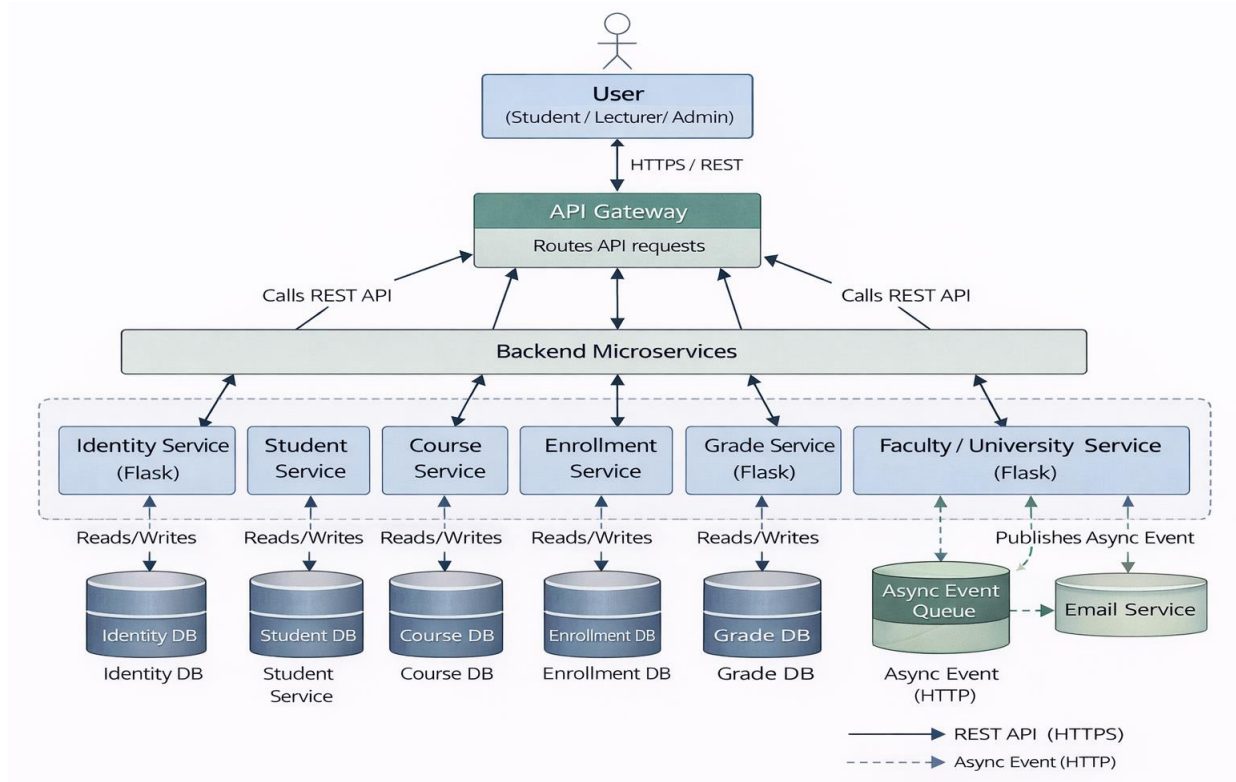 User
(Student / Lecturer/ Admin)
HTTPS / REST
API Gateway
Routes API requests
Calls REST API
Calls REST API
Backend Microservices
Identity Service
(Flask)
Student
Service
Course
Service
Enrollment
Service
Grade Service
(Flask)
Faculty / University Service
(Flask)
Reads/Writes
Reads/Writes
Reads/Writes
Reads/Writes
Reads/Writes
Publishes Async Event
Identity DB
Student DB
Course DB
Enrollment DB
Grade DB
Async Event
Queue
Email Service
Identity DB
Student
Service
Course DB
Enrollment DB
Grade DB
Async Event
(HTTP)
REST API (HTTPS)
Async Event (HTTP)